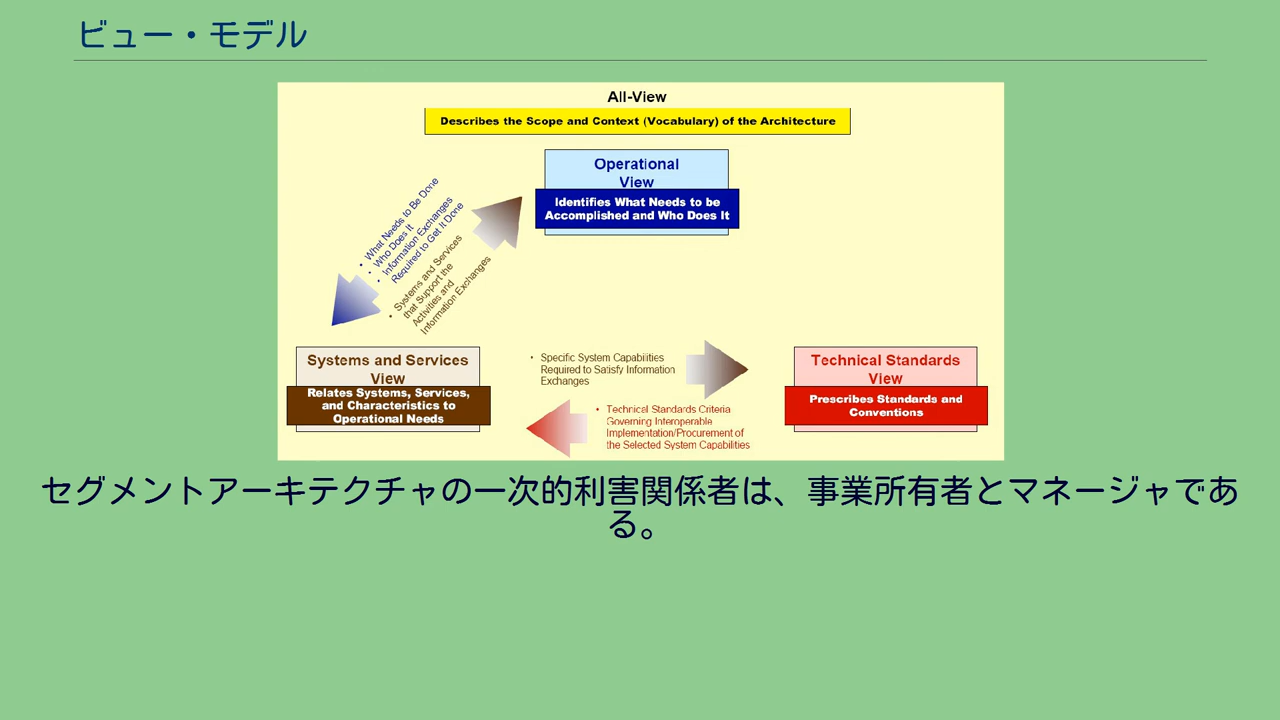 ビュー・モデル
All-View
Describes the Scope and Context (Vocabulary) of the Architecture
Operational
View
Identifies What Needs to be
Accomplished and Who Does It
• What Needs to Be Done
• Who Does It
• Information Exchanges
Required to Get It Done
• Systems and Services
that Support the
Activities and
Information Exchanges
Systems and Services
View
Relates Systems, Services,
and Characteristics to
Operational Needs
• Specific System Capabilities
Required to Satisfy Information
Exchanges
• Technical Standards Criteria
Governing Interoperable
Implementation/Procurement of
the Selected System Capabilities
Technical Standards
View
Prescribes Standards and
Conventions
セグメントアーキテクチャの一次的利害関係者は、事業所有者とマネージャであ
る。